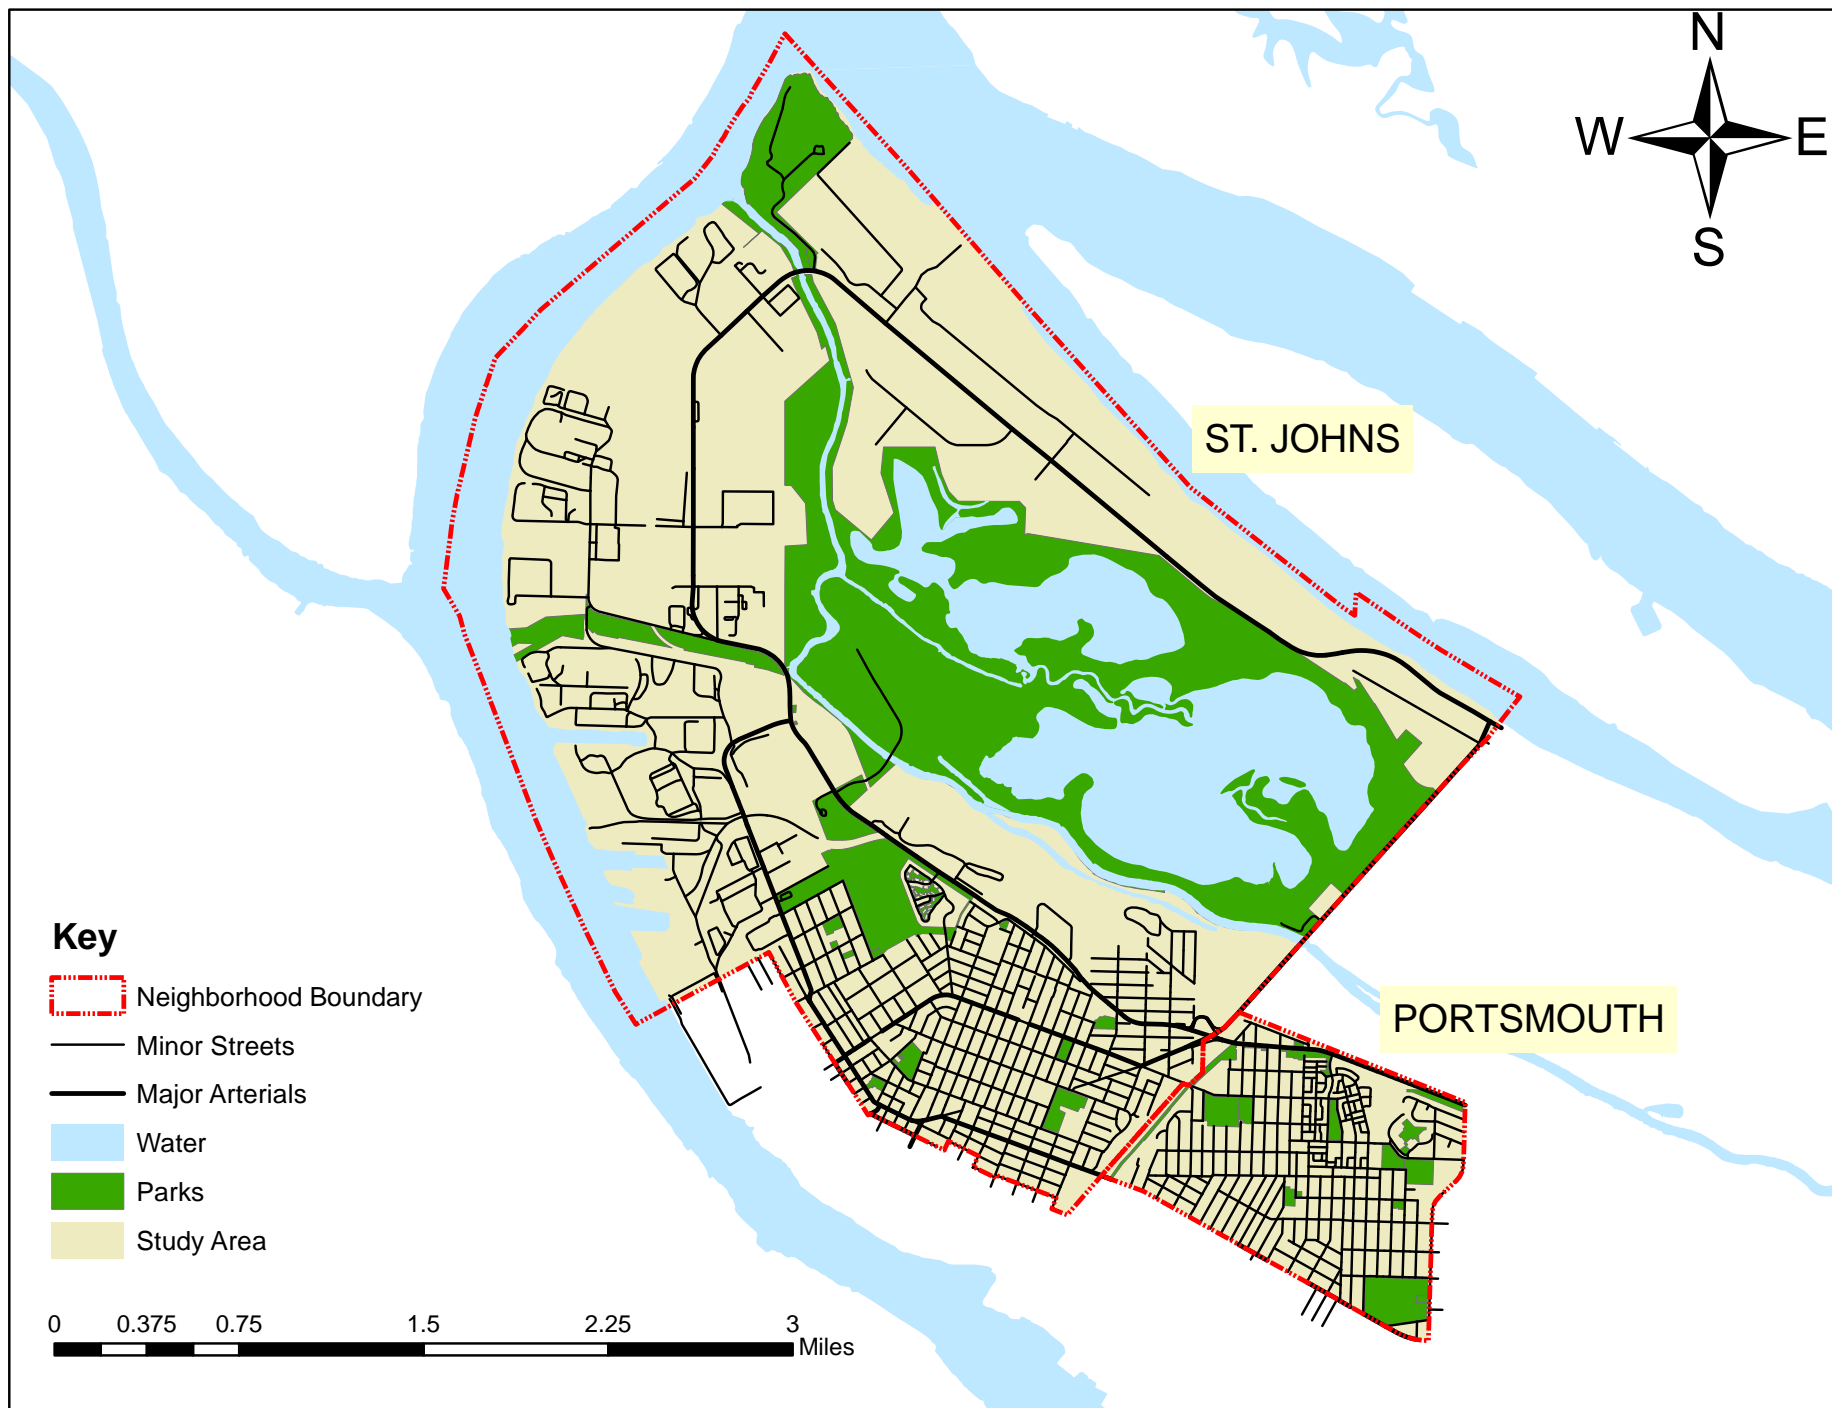 N
W E
S
ST. JOHNS
PORTSMOUTH
Key
Neighborhood Boundary
Minor Streets
Major Arterials
Water
Parks
Study Area
0 0.375 0.75 1.5 2.25 3
Miles